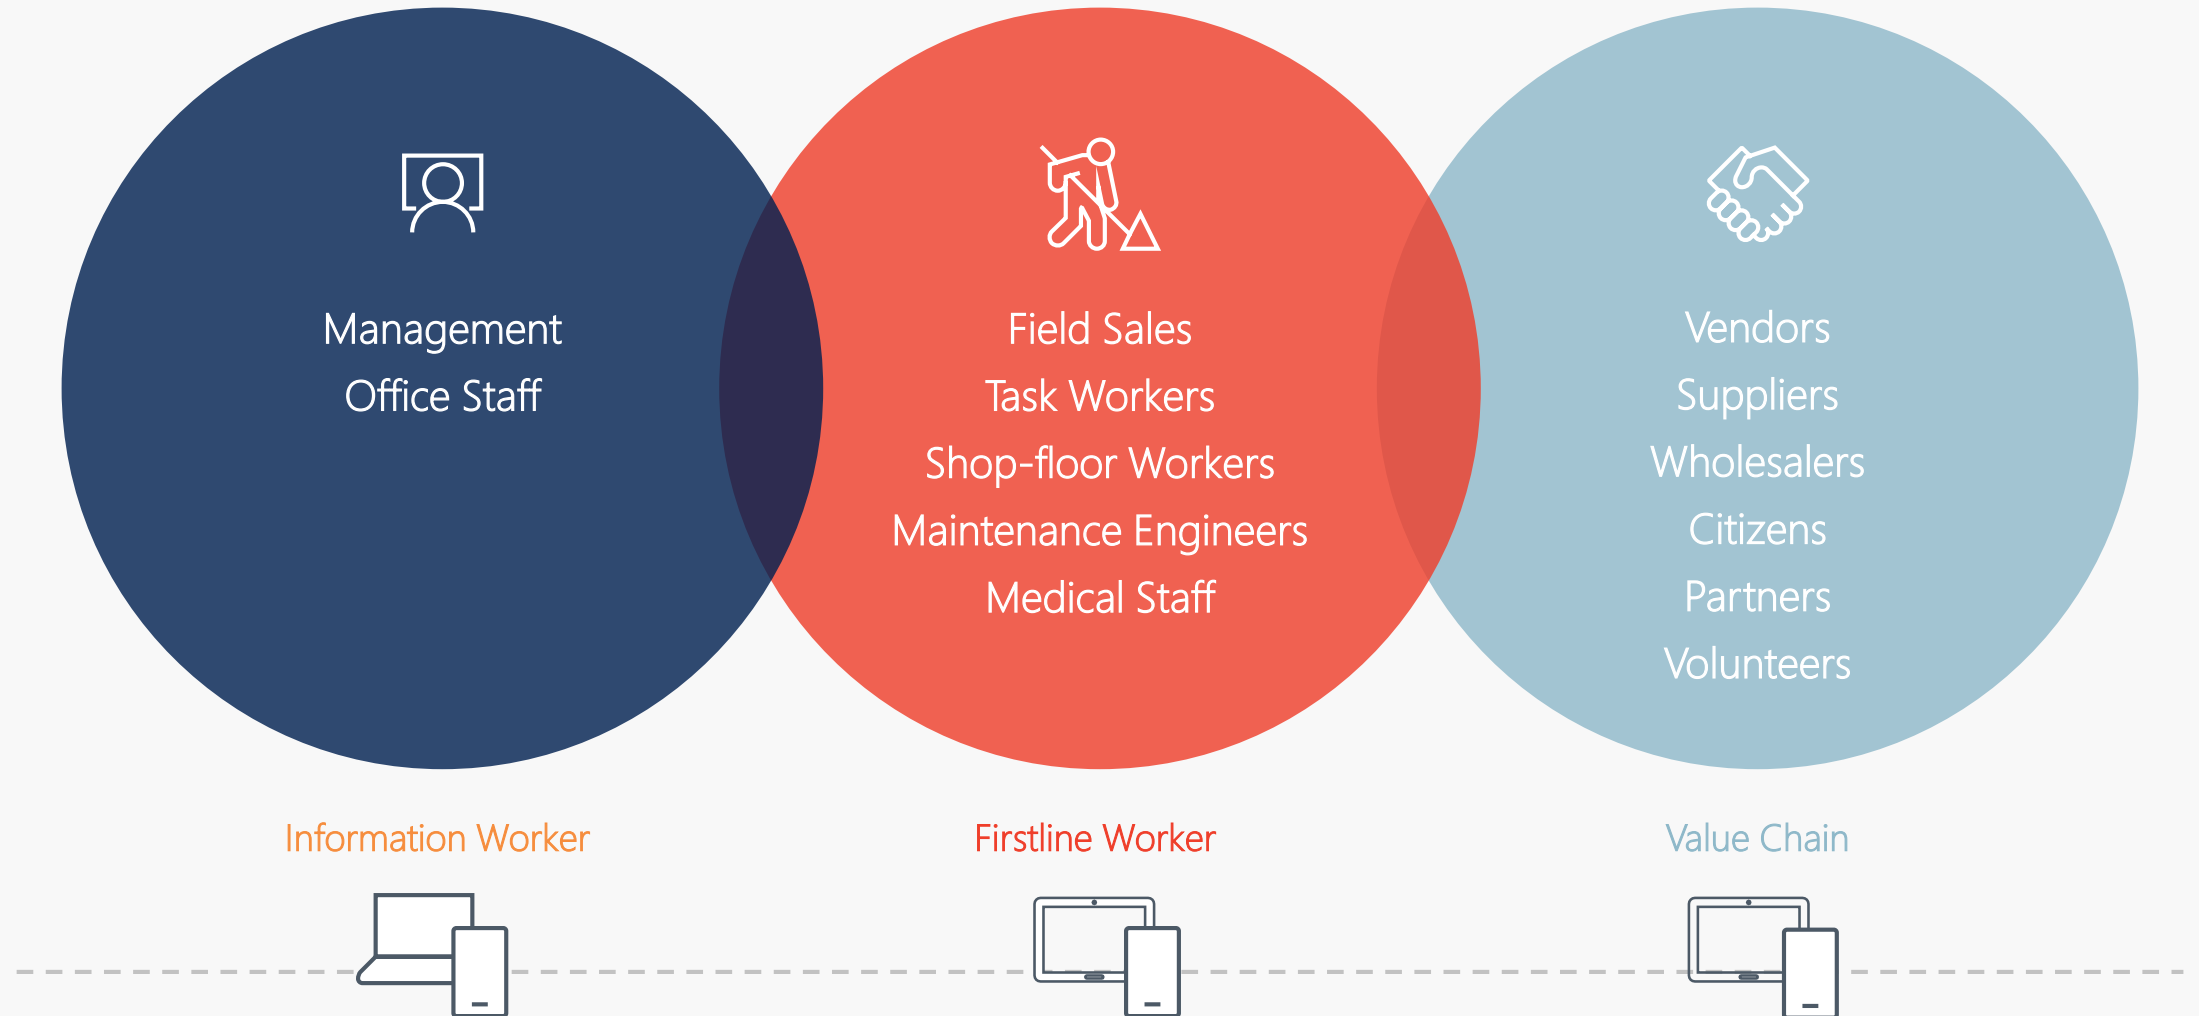 Management
Office Staff
Field Sales
Task Workers
Shop-floor Workers
Maintenance Engineers
Medical Staff
Vendors
Suppliers
Wholesalers
Citizens
Partners
Volunteers
Information Worker
Firstline Worker
Value Chain